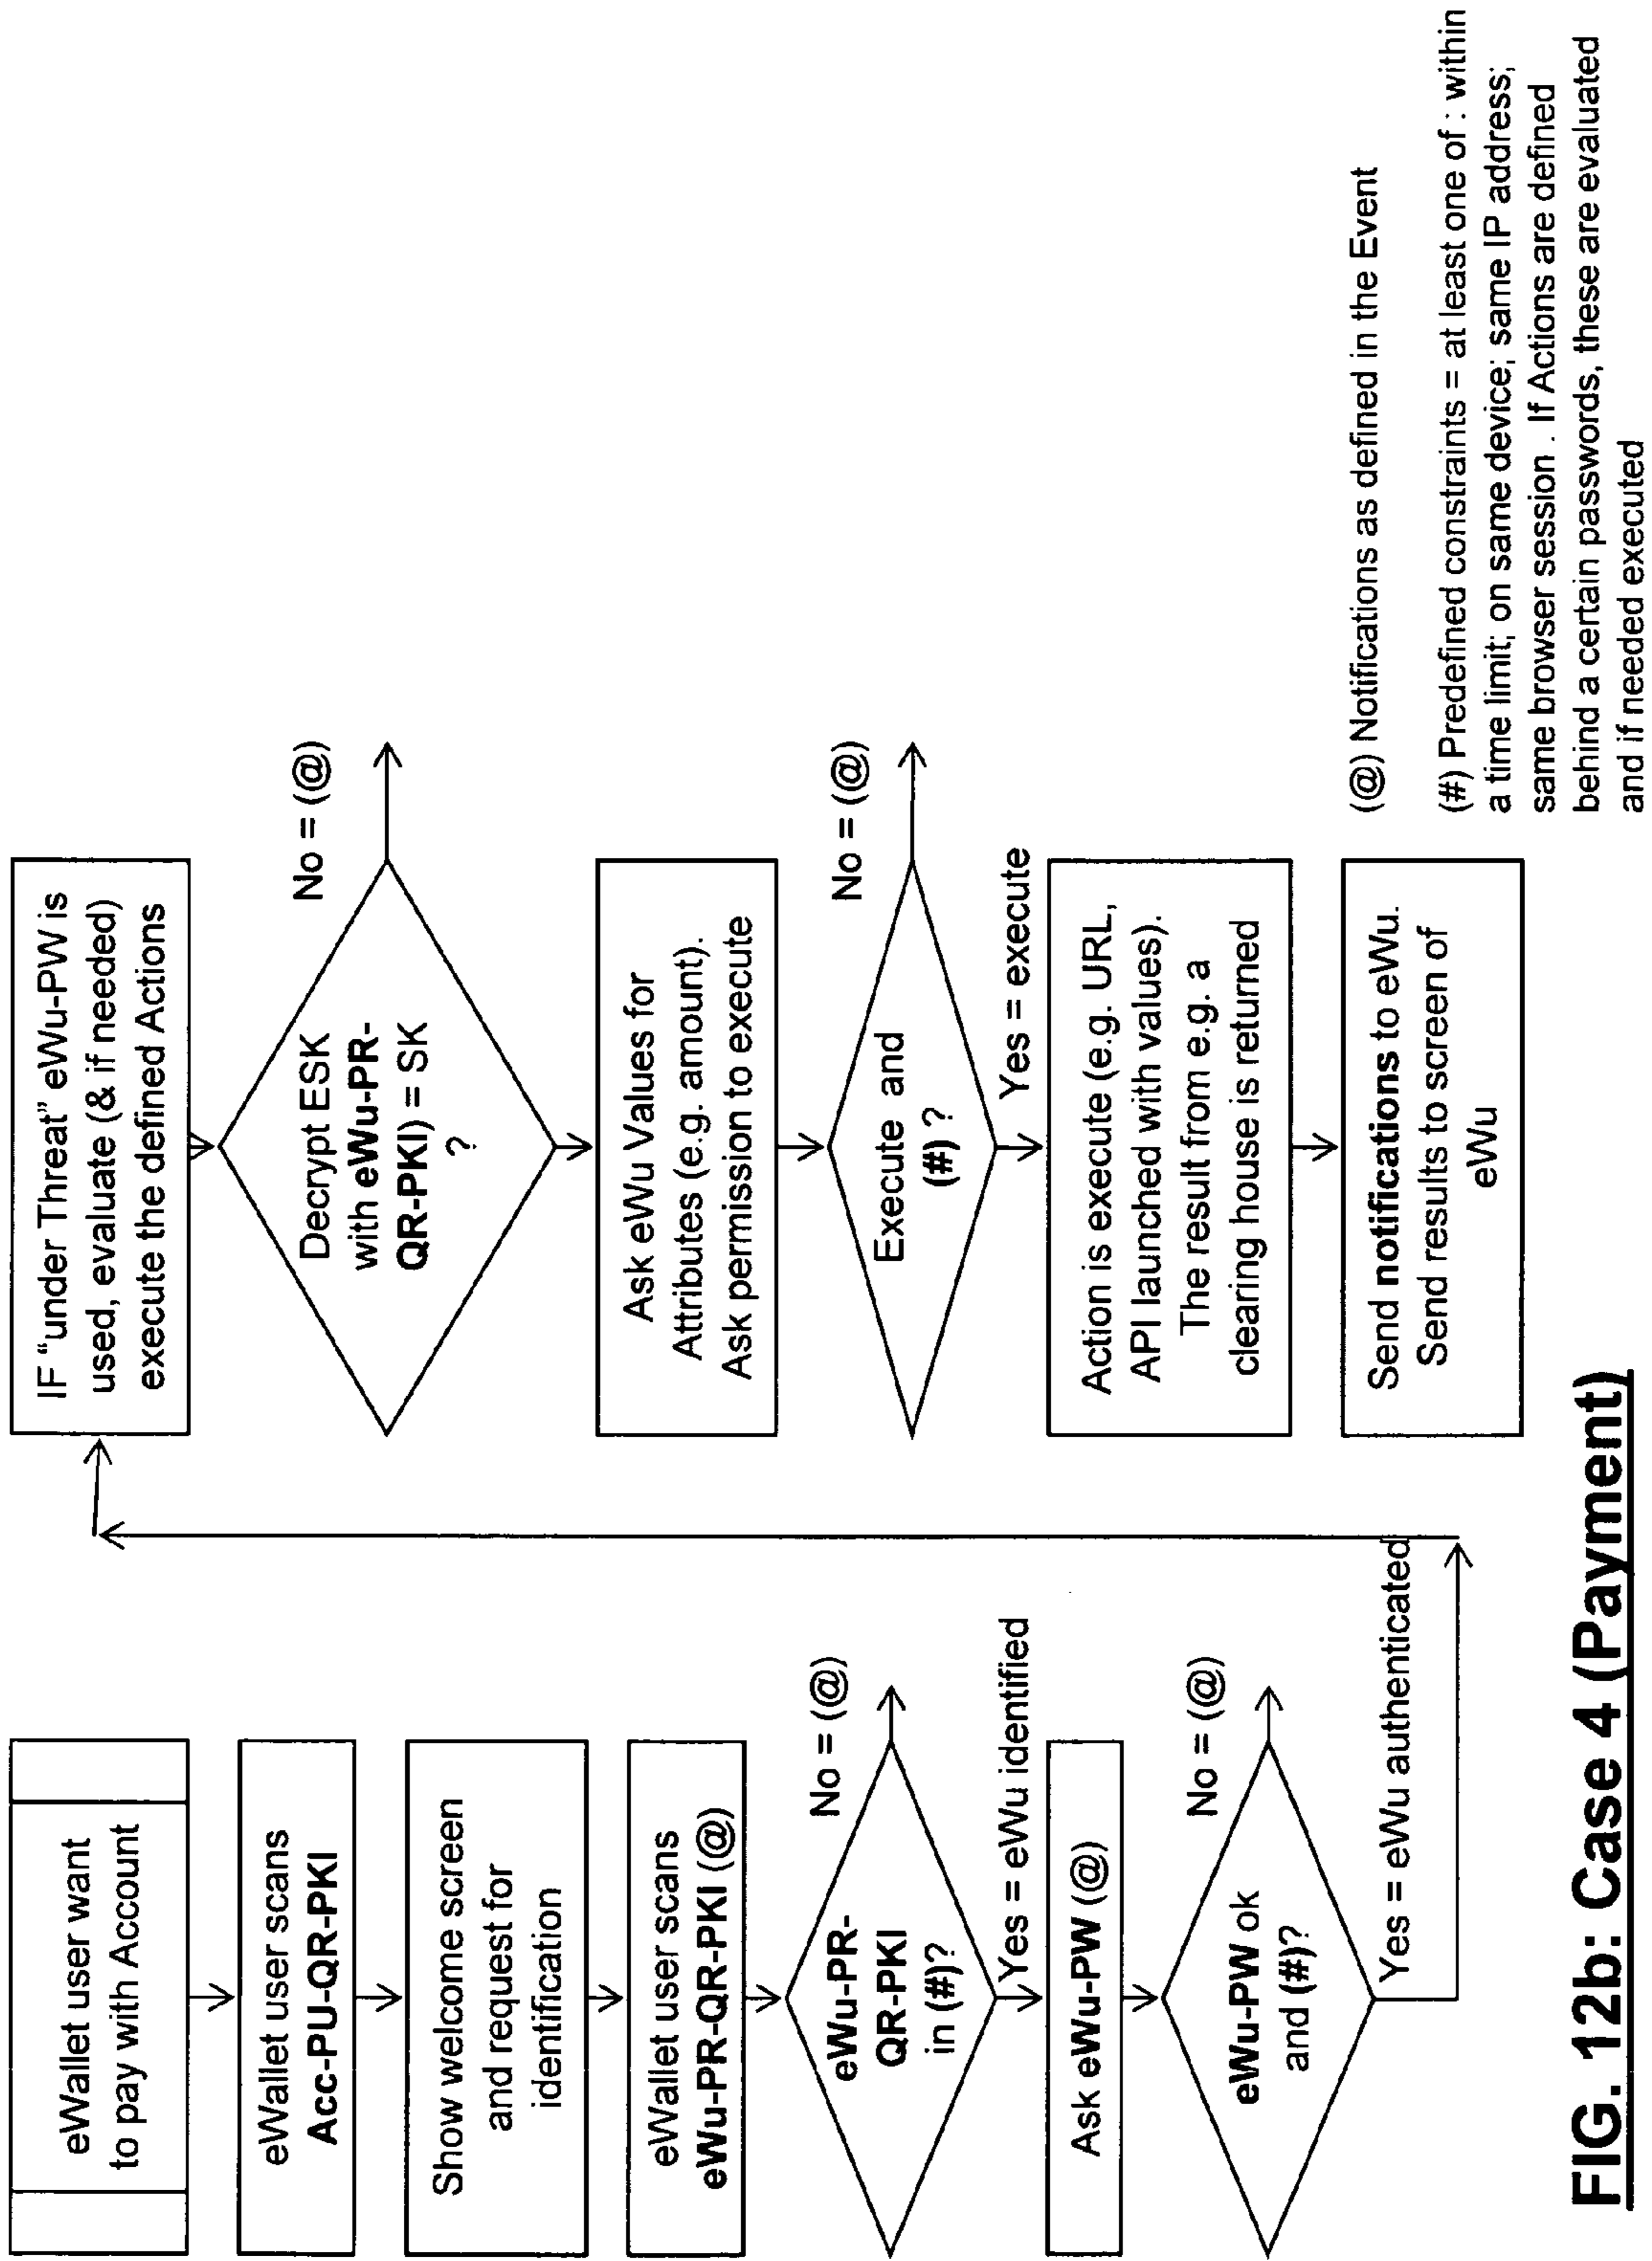 eWallet user want
to pay with Account
eWallet user scans
Acc-PU-QR-PKI
Show welcome screen
and request for
identification
eWallet user scans
eWu-PR-QR-PKI (@)
eWu-PR-
QR-PKI
in (#)?
No = (@)
Yes = eWu identified
Ask eWu-PW (@)
eWu-PW ok
and (#)?
No = (@)
Yes = eWu authenticated
IF “under Threat” eWu-PW is
used, evaluate (& if needed)
execute the defined Actions
Decrypt ESK
with eWu-PR-
QR-PKI) = SK
?
No = (@)
Ask eWu Values for
Attributes (e.g. amount).
Ask permission to execute
Execute and
(#) ?
No = (@)
Yes = execute
Action is execute (e.g. URL,
API launched with values).
The result from e.g. a
clearing house is returned
Send notifications to eWu.
Send results to screen of
eWu
(@) Notifications as defined in the Event
(#) Predefined constraints = at least one of : within
a time limit; on same device; same IP address;
same browser session . If Actions are defined
behind a certain passwords, these are evaluated
and if needed executed
FIG. 12b: Case 4 (Payment)